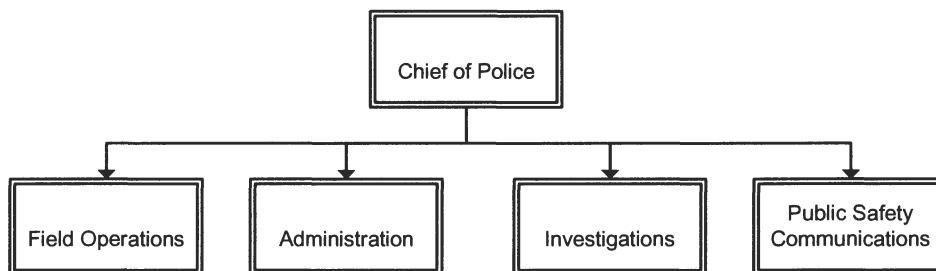 Chief of Police
Field Operations
Administration
Investigations
Public Safety
Communications